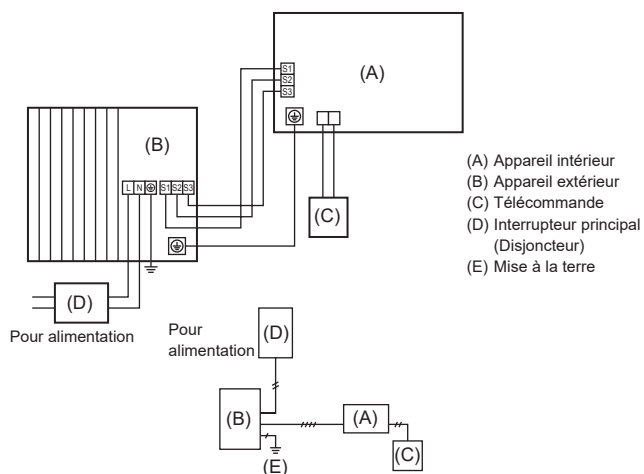 (A)
S1
S2
S3
(B)
L N S1 S2 S3
(C)
(D)
Pour alimentation
(A) Appareil intérieur
(B) Appareil extérieur
(C) Télécommande
(D) Interrupteur principal
(Disjoncteur)
(E) Mise à la terre
Pour
alimentation
(D)
(B)
(A)
(E)
(C)